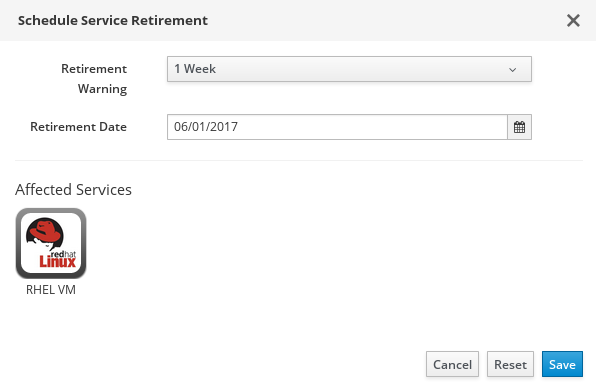 Schedule Service Retirement
Retirement
Warning
1 Week
Retirement Date
06/01/2017
Affected Services
redhat
Linux
RHEL VM
Cancel
Reset
Save